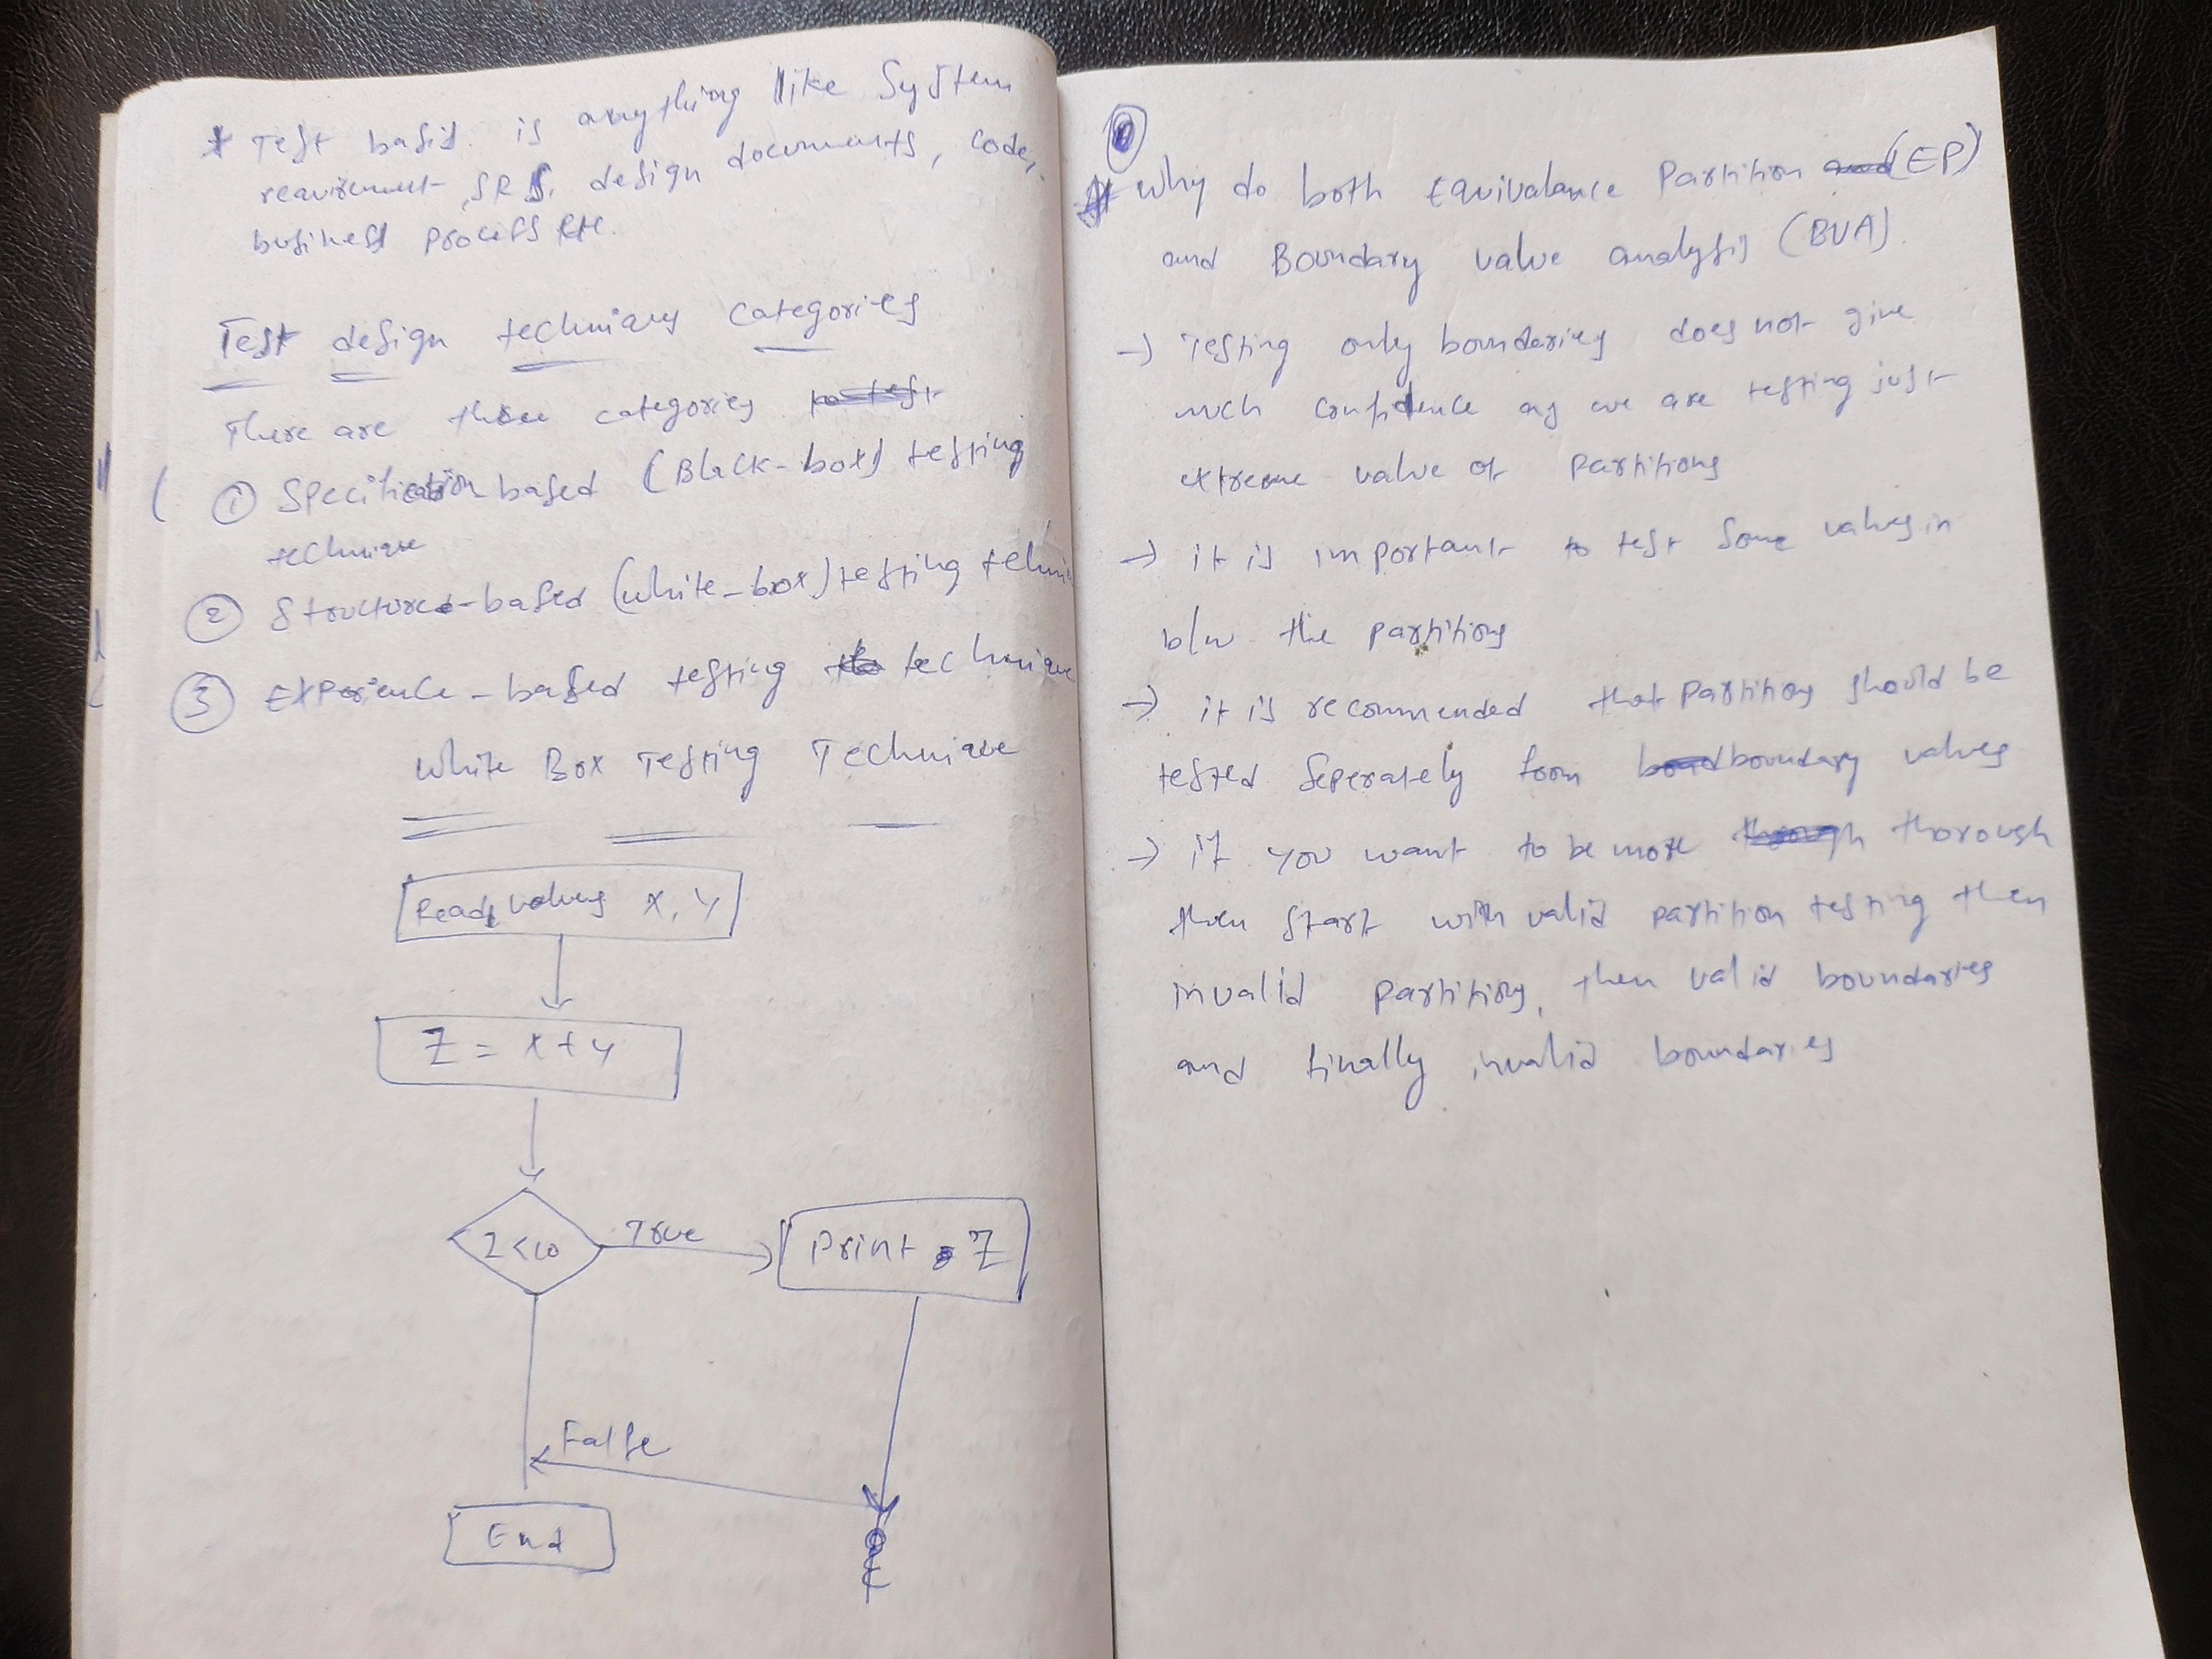 * Test basis is anything like System
requirement, SRS, design documents, code,
business process etc.
Test design techniques categories
There are three categories
① Specification based (Black-box) testing
technique
② Structured-based (White-box) testing
③ Experience-based testing technique
White Box Testing Technique
Read values x, y
Z = x+y
Z<10
True
Print Z
False
End
* Why do both Equivalance Partition (EP)
and Boundary value analysis (BVA).
→ Testing only boundaries does not give
much confidence as we are testing just
extreme value of partitions
→ it is important to test some values in
b/w the partitions
→ it is recommended that partitions should be
tested seperately from boundary values
→ if you want to be more thorough
then start with valid partition testing then
invalid partitions, then valid boundaries
and finally invalid boundaries